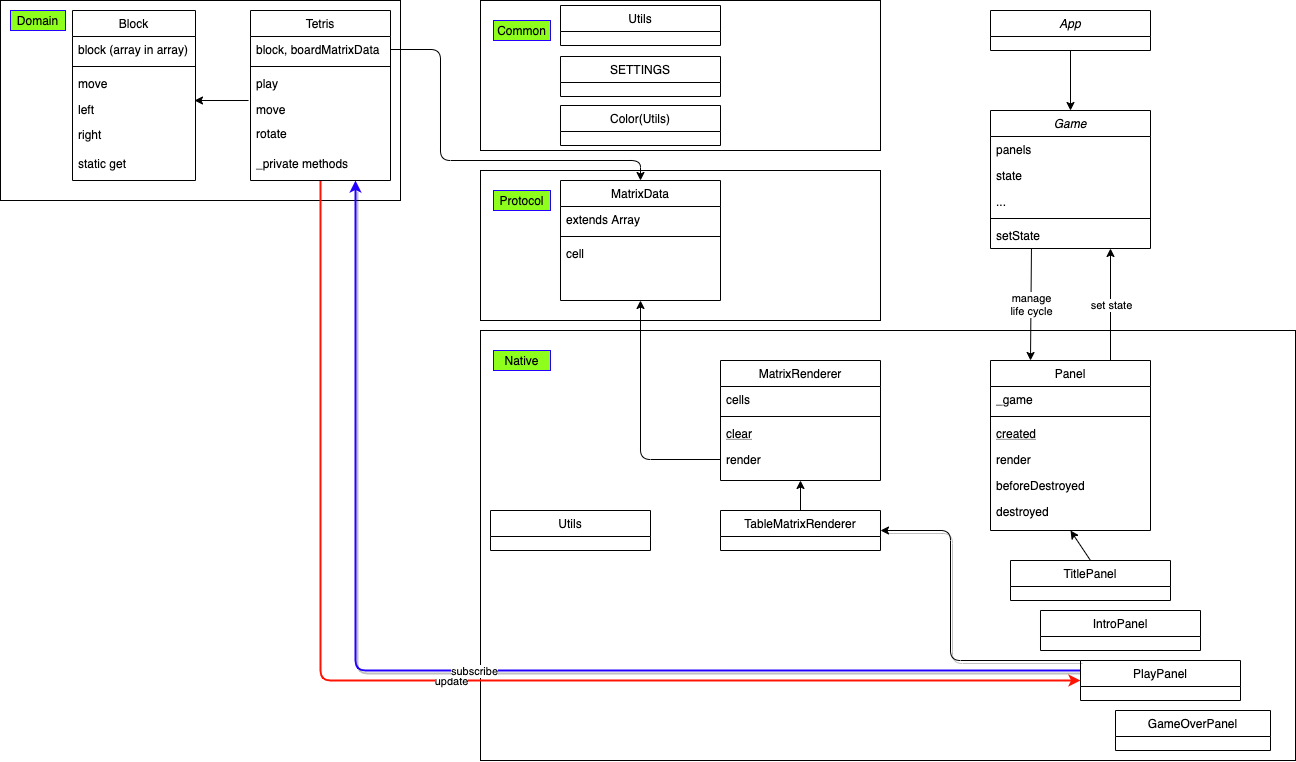 Domain
Block
block (array in array)
move
left
right
static get
Tetris
block, boardMatrixData
play
move
rotate
_private methods
Common
Utils
SETTINGS
Color(Utils)
Protocol
MatrixData
extends Array
cell
App
Game
panels
state
...
setState
manage
life cycle
set state
Native
MatrixRenderer
cells
clear
render
Utils
TableMatrixRenderer
Panel
_game
created
render
beforeDestroyed
destroyed
TitlePanel
IntroPanel
PlayPanel
GameOverPanel
subscribe
update